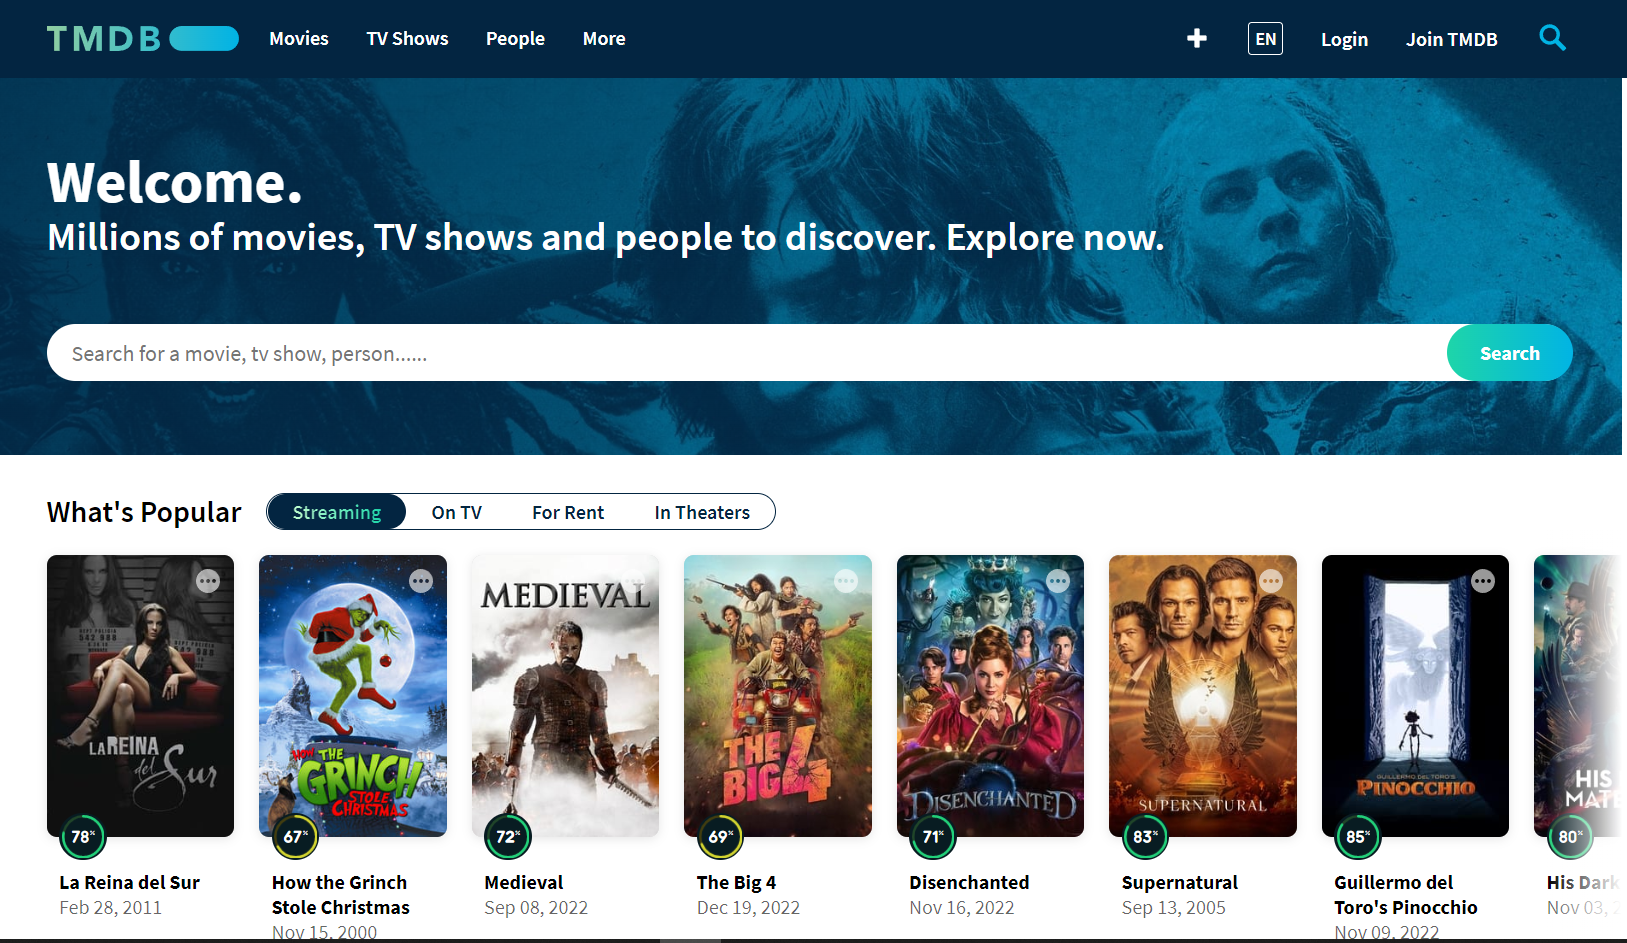 TMDB Movies TV Shows People More EN Login Join TMDB
Welcome.
Millions of movies, TV shows and people to discover. Explore now.
Search for a movie, tv show, person...... Search
What's Popular Streaming On TV For Rent In Theaters
LA REINA del Sur
HOW THE GRINCH STOLE CHRISTMAS
MEDIEVAL
THE BIG 4
DISENCHANTED
SUPERNATURAL
GUILLERMO DEL TORO'S
PINOCCHIO
HIS
78% 67% 72% 69% 71% 83% 85% 80%
La Reina del Sur
Feb 28, 2011
How the Grinch
Stole Christmas
Nov 15, 2000
Medieval
Sep 08, 2022
The Big 4
Dec 19, 2022
Disenchanted
Nov 16, 2022
Supernatural
Sep 13, 2005
Guillermo del
Toro's Pinocchio
Nov 09, 2022
His Dark
Nov 03,